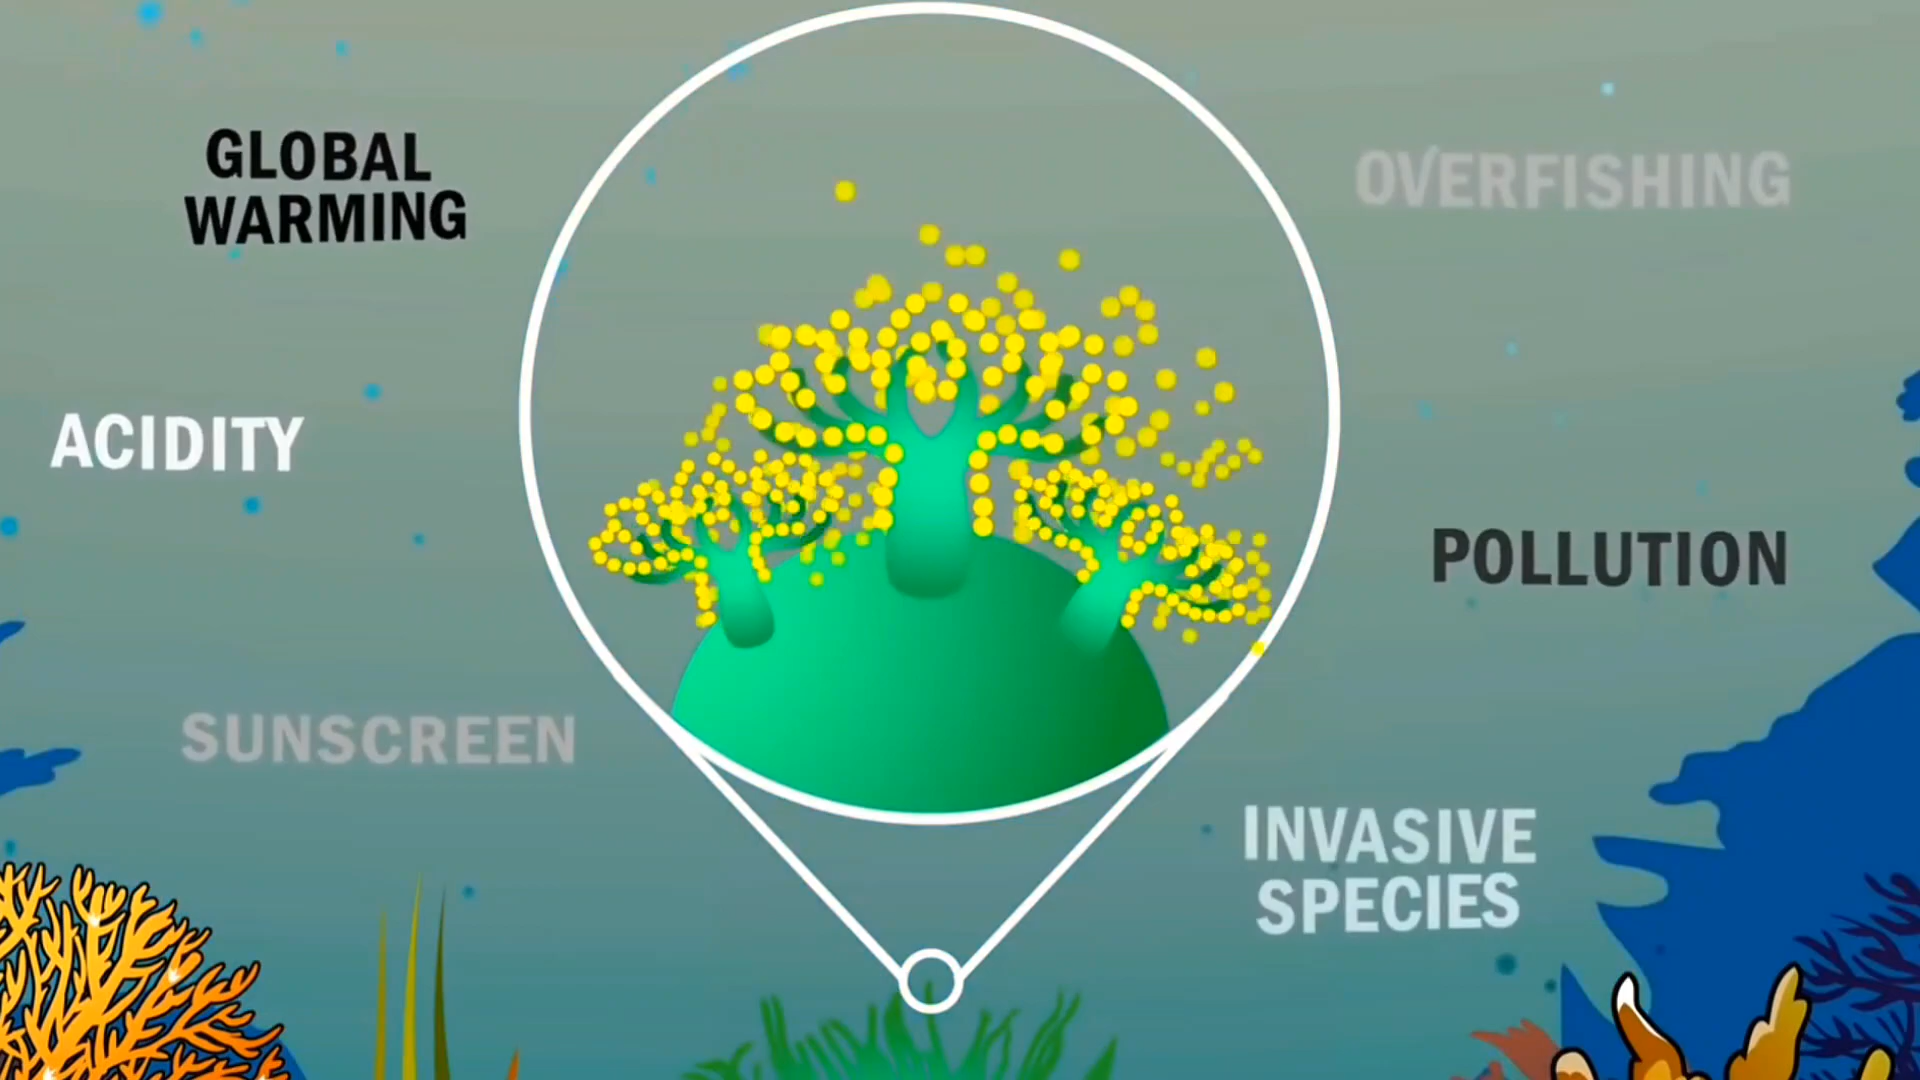 GLOBAL
WARMING
OVERFISHING
ACIDITY
POLLUTION
SUNSCREEN
INVASIVE
SPECIES